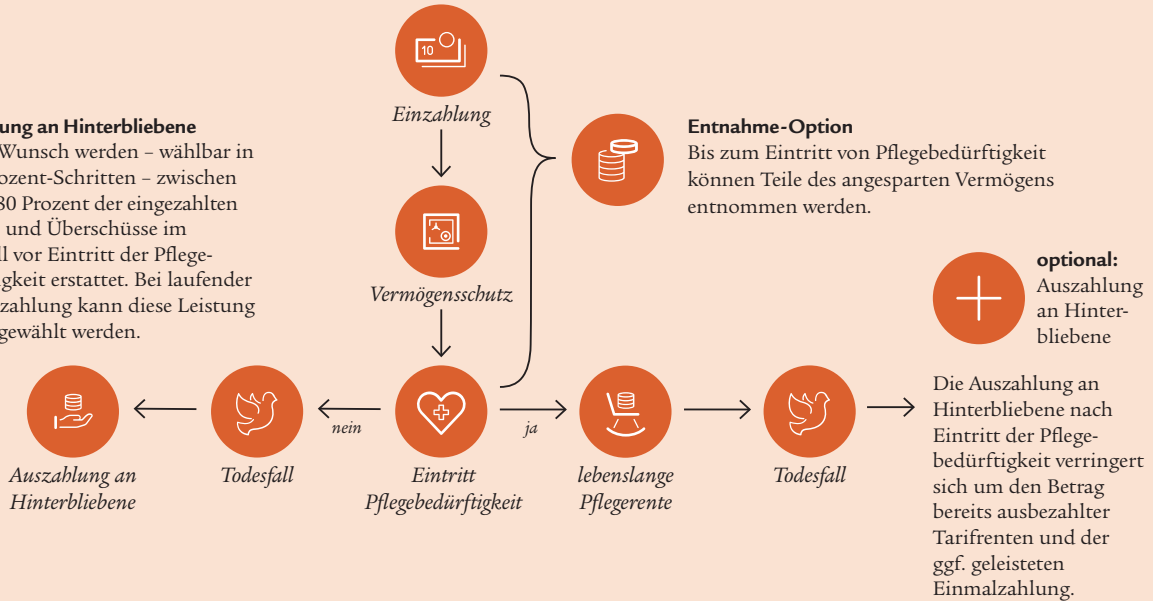 10
Einzahlung
ung an Hinterbliebene
Wunsch werden – wählbar in
ozent-Schritten – zwischen
80 Prozent der eingezahlten
und Überschüsse im
ll vor Eintritt der Pflege-
igkeit erstattet. Bei laufender
zahlung kann diese Leistung
gewählt werden.
Entnahme-Option
Bis zum Eintritt von Pflegebedürftigkeit
können Teile des angesparten Vermögens
entnommen werden.
Vermögensschutz
optional:
Auszahlung
an Hinter-
bliebene
Auszahlung an
Hinterbliebene
Todesfall
nein
Eintritt
Pflegebedürftigkeit
ja
lebenslange
Pflegerente
Todesfall
Die Auszahlung an
Hinterbliebene nach
Eintritt der Pflege-
bedürftigkeit verringert
sich um den Betrag
bereits ausbezahlter
Tarifrenten und der
ggf. geleisteten
Einmalzahlung.